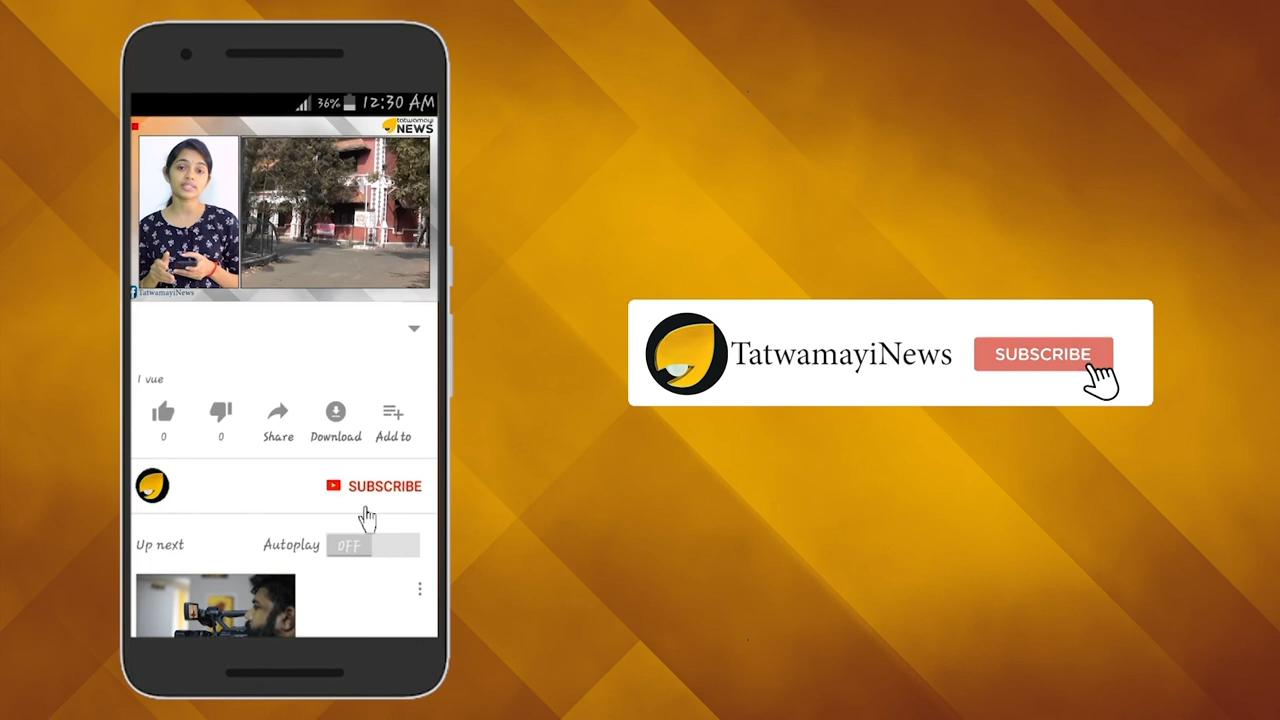 36% 12:30 AM
tatwamayi
NEWS
TatwamayiNews
1 vue
0 0 Share Download Add to
SUBSCRIBE
Up next Autoplay OFF
TatwamayiNews SUBSCRIBE